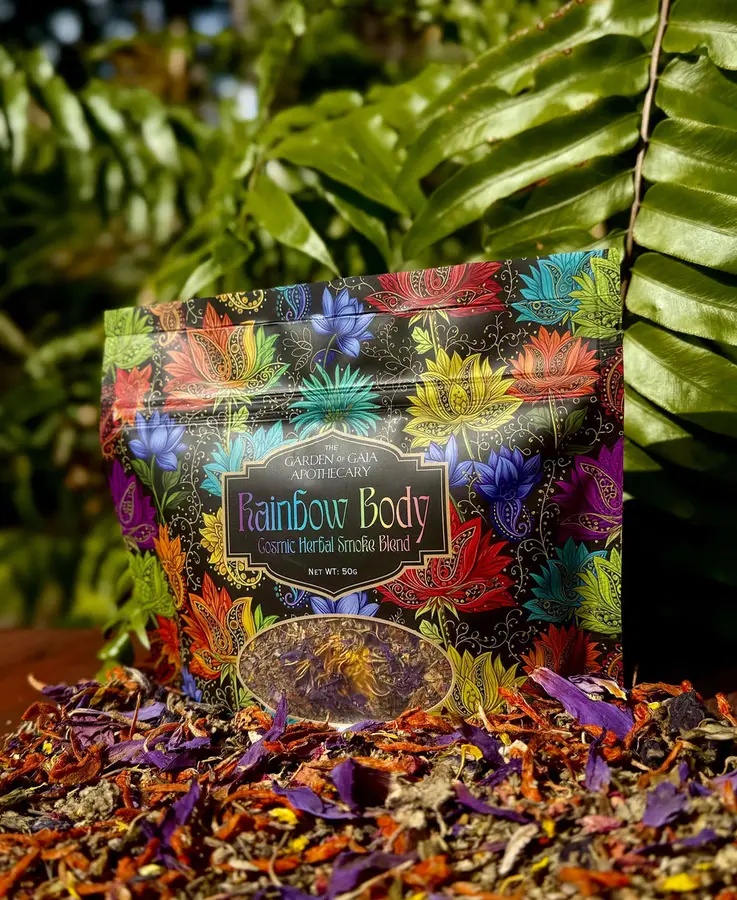 THE
GARDEN OF GAIA
APOTHECARY
Rainbow Body
Cosmic Herbal Smoke Blend
NET WT: 50G